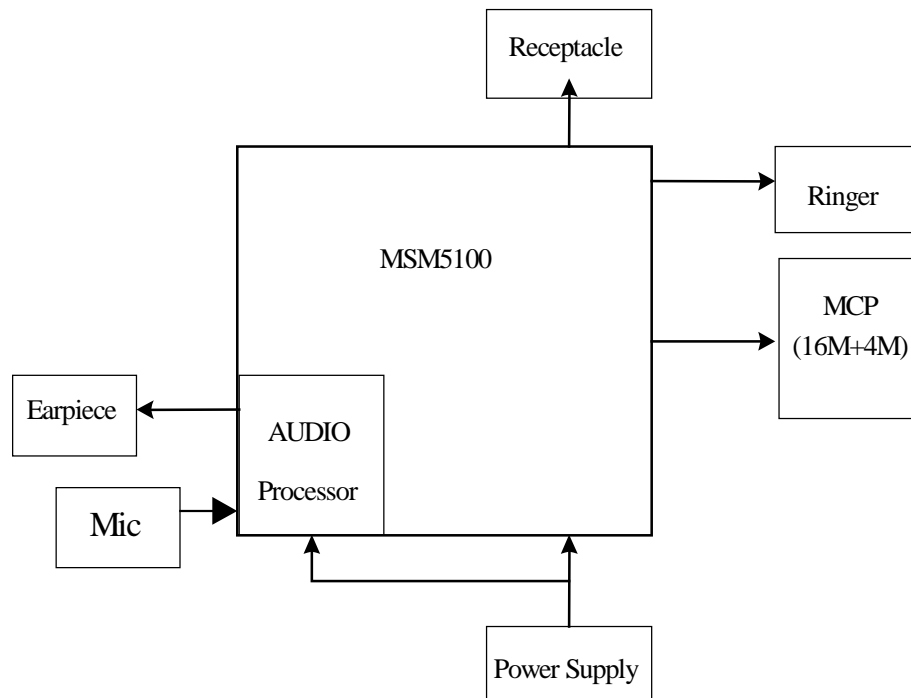 Receptacle
Ringer
MSM5100
MCP
(16M+4M)
Earpiece
AUDIO
Processor
Mic
Power Supply